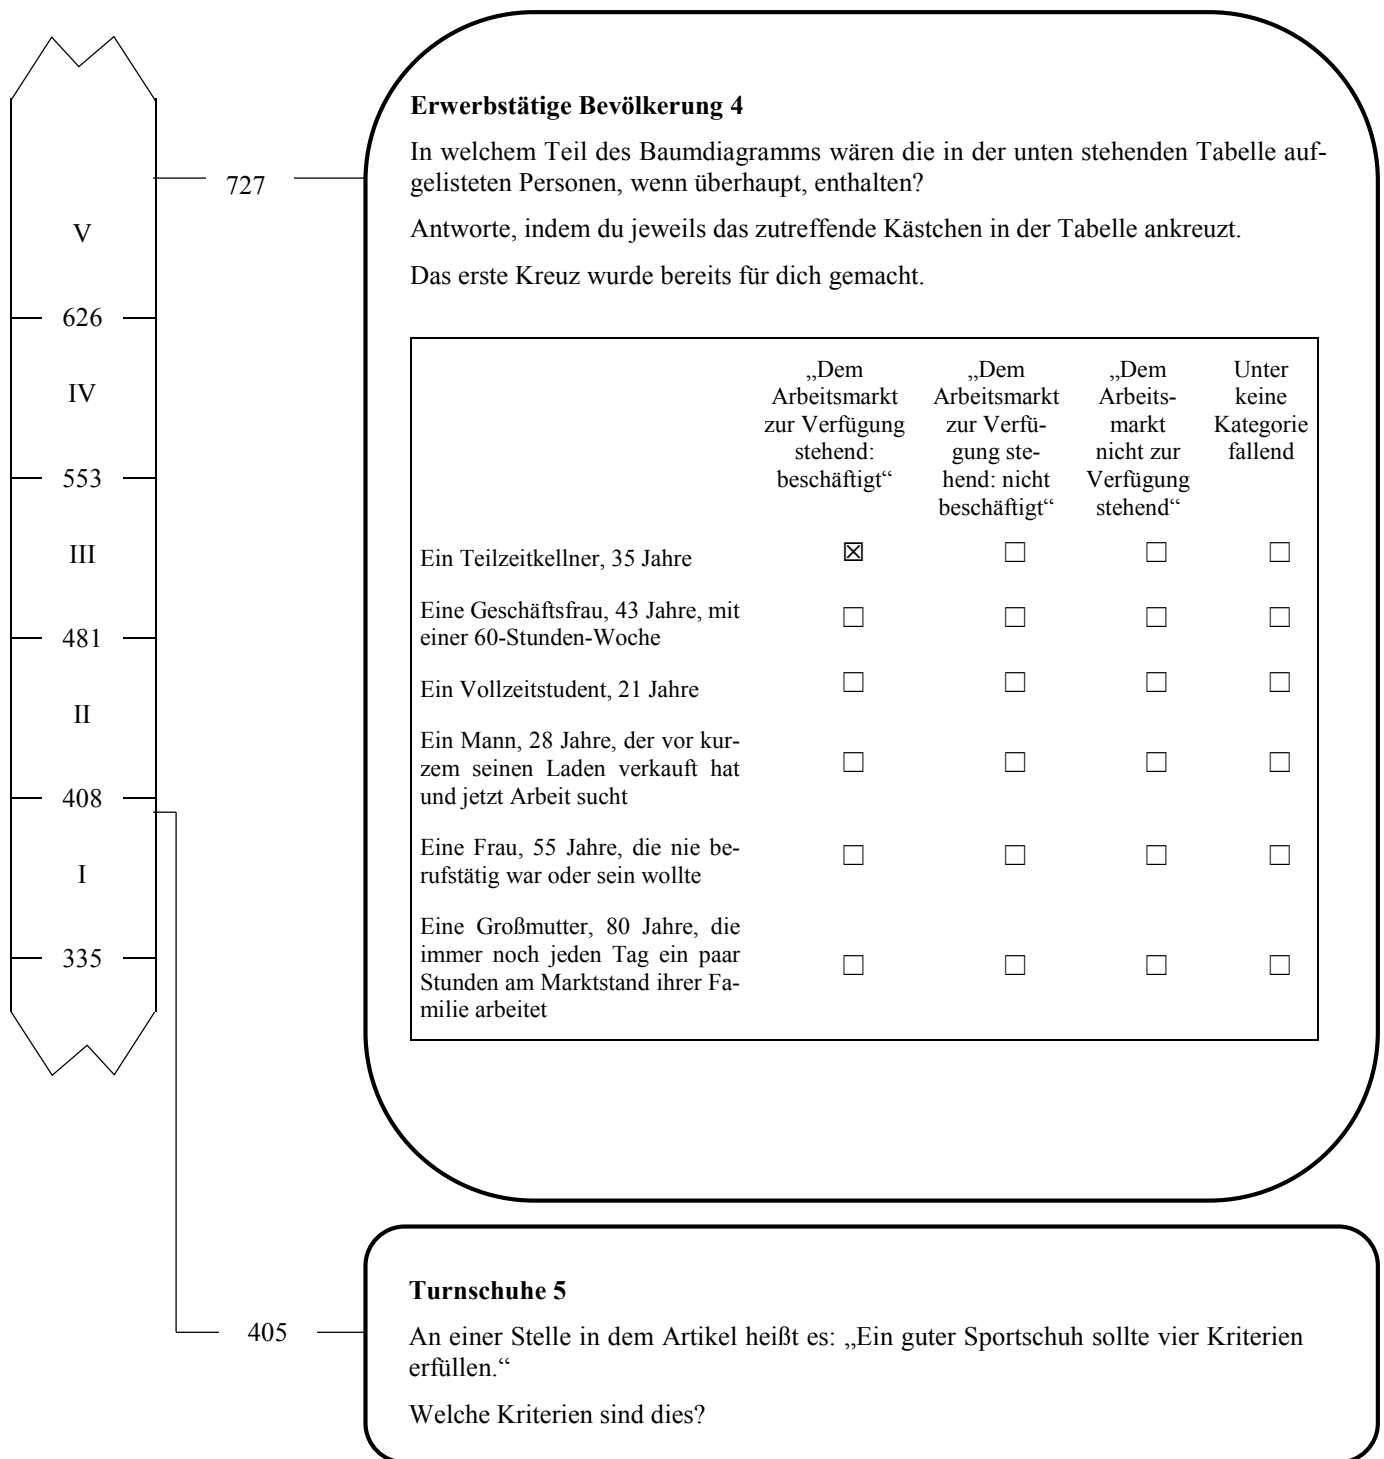 Erwerbstätige Bevölkerung 4
In welchem Teil des Baumdiagramms wären die in der unten stehenden Tabelle auf-
gelisteten Personen, wenn überhaupt, enthalten?
Antworte, indem du jeweils das zutreffende Kästchen in der Tabelle ankreuzt.
Das erste Kreuz wurde bereits für dich gemacht.
727
V
626
IV
553
III
481
II
408
I
335
„Dem
Arbeitsmarkt
zur Verfügung
stehend:
beschäftigt“
„Dem
Arbeitsmarkt
zur Verfü-
gung ste-
hend: nicht
beschäftigt“
„Dem
Arbeits-
markt
nicht zur
Verfügung
stehend“
Unter
keine
Kategorie
fallend
Ein Teilzeitkellner, 35 Jahre ☒ ☐ ☐ ☐
Eine Geschäftsfrau, 43 Jahre, mit
einer 60-Stunden-Woche ☐ ☐ ☐ ☐
Ein Vollzeitstudent, 21 Jahre ☐ ☐ ☐ ☐
Ein Mann, 28 Jahre, der vor kur-
zem seinen Laden verkauft hat ☐ ☐ ☐ ☐
und jetzt Arbeit sucht
Eine Frau, 55 Jahre, die nie be-
rufstätig war oder sein wollte ☐ ☐ ☐ ☐
Eine Großmutter, 80 Jahre, die
immer noch jeden Tag ein paar
Stunden am Marktstand ihrer Fa- ☐ ☐ ☐ ☐
milie arbeitet
405
Turnschuhe 5
An einer Stelle in dem Artikel heißt es: „Ein guter Sportschuh sollte vier Kriterien
erfüllen.“
Welche Kriterien sind dies?